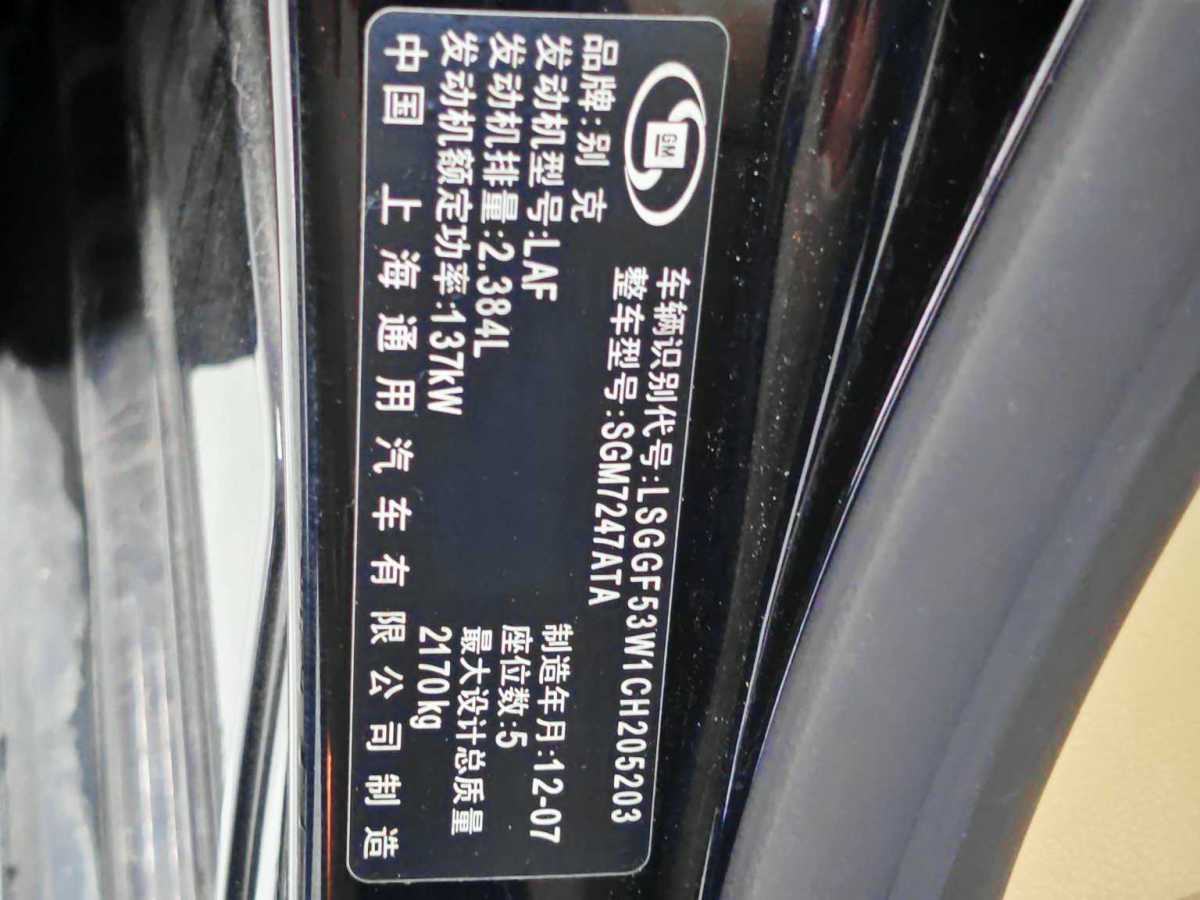 GM
车辆识别代号:LSGGF53W1CH205203
整车型号:SGM7247ATA
品牌:别克
发动机型号:LAF
发动机排量:2.384L
发动机额定功率:137kW
制造年月:12-07
座位数:5
最大设计总质量
2170kg
中国 上海通用汽车有限公司制造